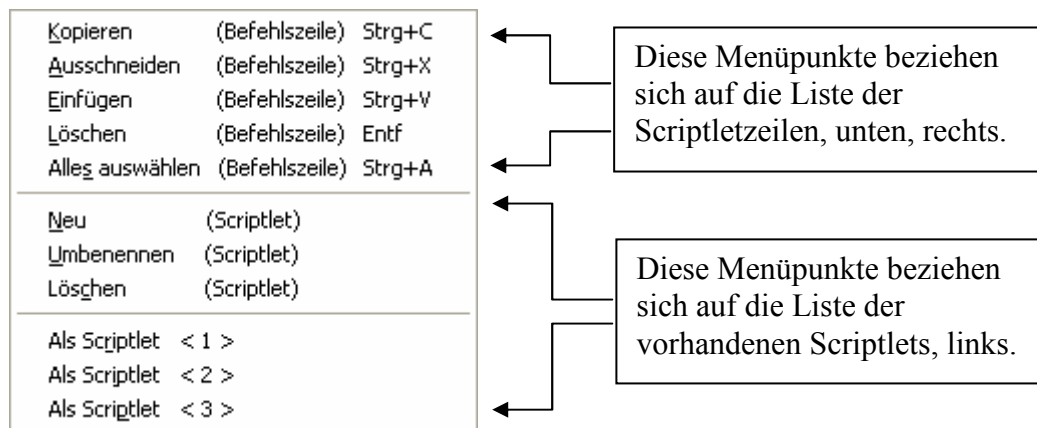 Kopieren (Befehlszeile) Strg+C
Ausschneiden (Befehlszeile) Strg+X
Einfügen (Befehlszeile) Strg+V
Löschen (Befehlszeile) Entf
Alles auswählen (Befehlszeile) Strg+A
Neu (Scriptlet)
Umbenennen (Scriptlet)
Löschen (Scriptlet)
Als Scriptlet < 1 >
Als Scriptlet < 2 >
Als Scriptlet < 3 >
Diese Menüpunkte beziehen
sich auf die Liste der
Scriptletzeilen, unten, rechts.
Diese Menüpunkte beziehen
sich auf die Liste der
vorhandenen Scriptlets, links.